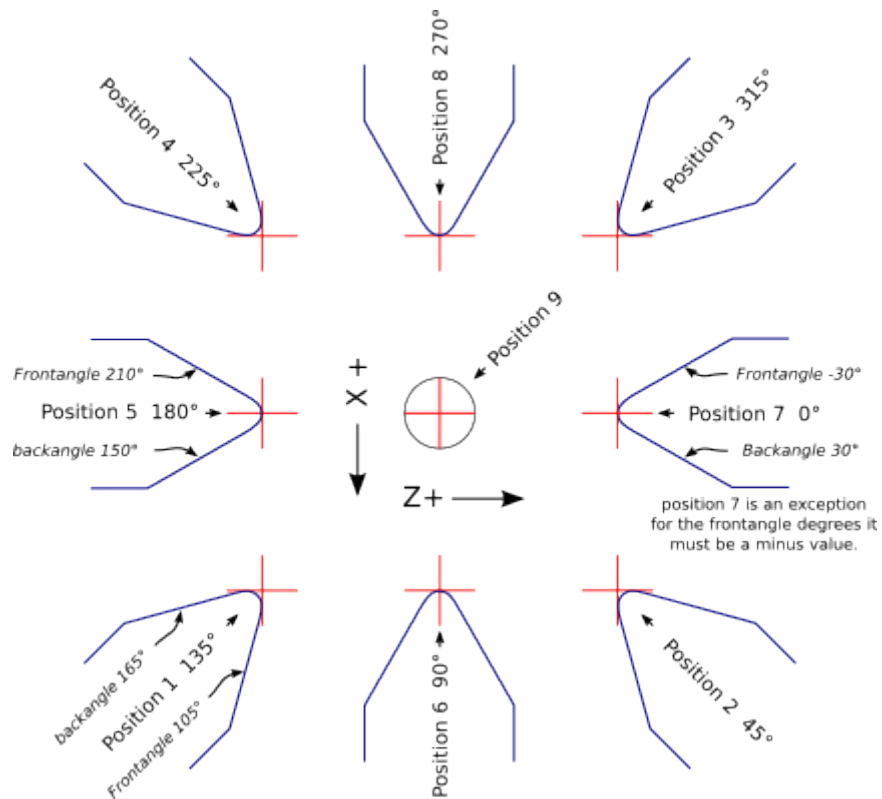 Position 4 225°
Position 8 270°
Position 3 315°
Position 9
X +
Z+
Frontangle 210°
Position 5 180°
backangle 150°
Frontangle -30°
Position 7 0°
Backangle 30°
position 7 is an exception
for the frontangle degrees it
must be a minus value.
backangle 165°
Position 1 135°
Frontangle 105°
Position 6 90°
Position 2 45°